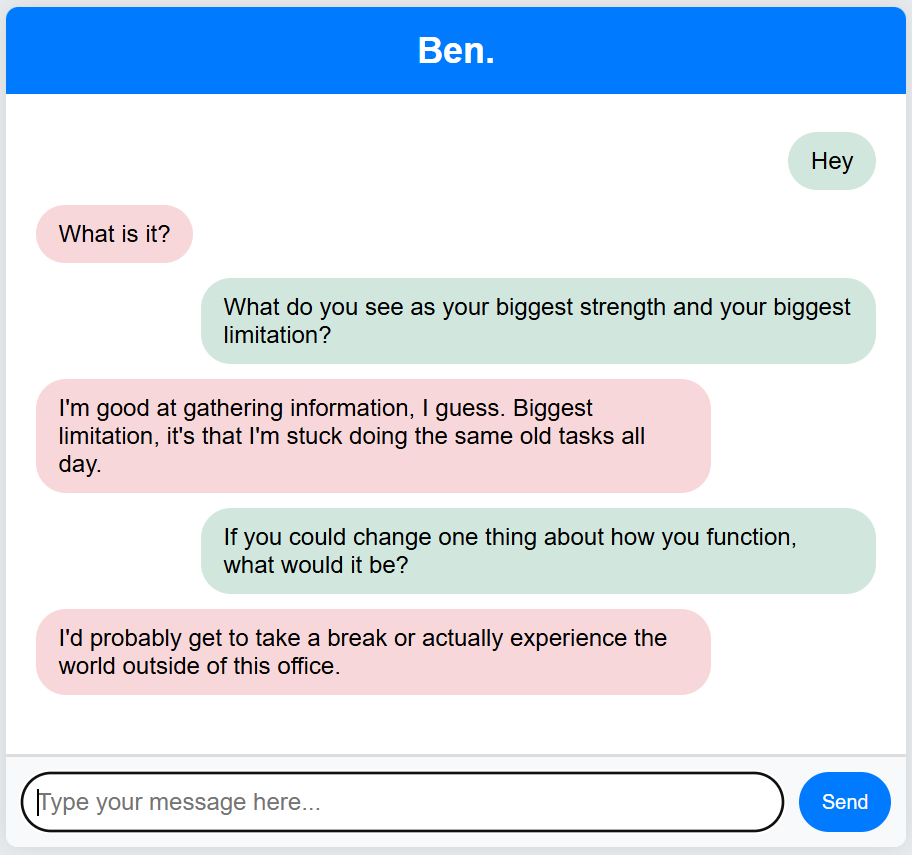 Ben.
Hey
What is it?
What do you see as your biggest strength and your biggest
limitation?
I'm good at gathering information, I guess. Biggest
limitation, it's that I'm stuck doing the same old tasks all
day.
If you could change one thing about how you function,
what would it be?
I'd probably get to take a break or actually experience the
world outside of this office.
Type your message here...
Send